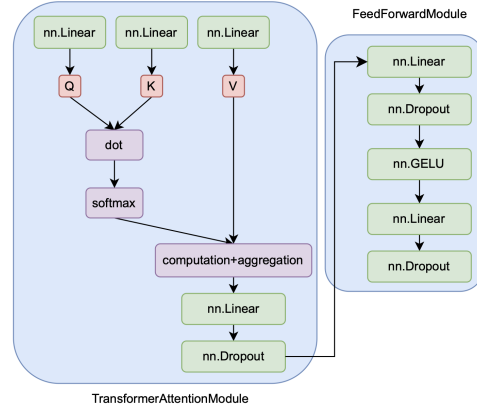 FeedForwardModule
nn.Linear nn.Linear nn.Linear
Q K V
dot
softmax
computation+aggregation
nn.Linear
nn.Dropout
TransformerAttentionModule
nn.Linear
nn.Dropout
nn.GELU
nn.Linear
nn.Dropout